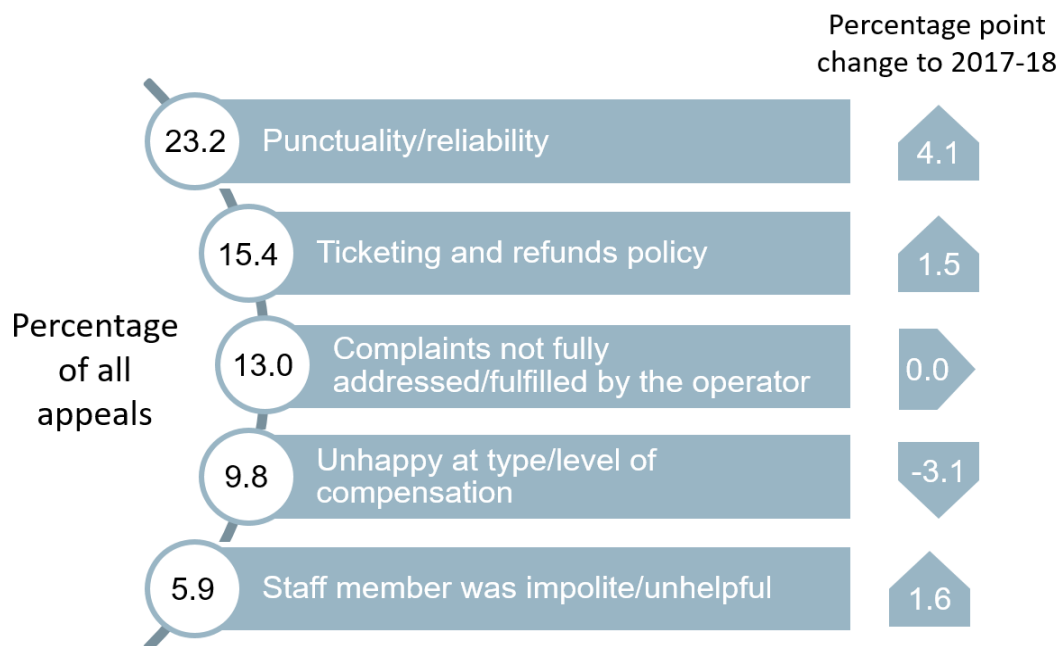 Percentage point
change to 2017-18
23.2 Punctuality/reliability 4.1
15.4 Ticketing and refunds policy 1.5
Percentage
of all
appeals
13.0 Complaints not fully
addressed/fulfilled by the operator 0.0
9.8 Unhappy at type/level of
compensation -3.1
5.9 Staff member was impolite/unhelpful 1.6